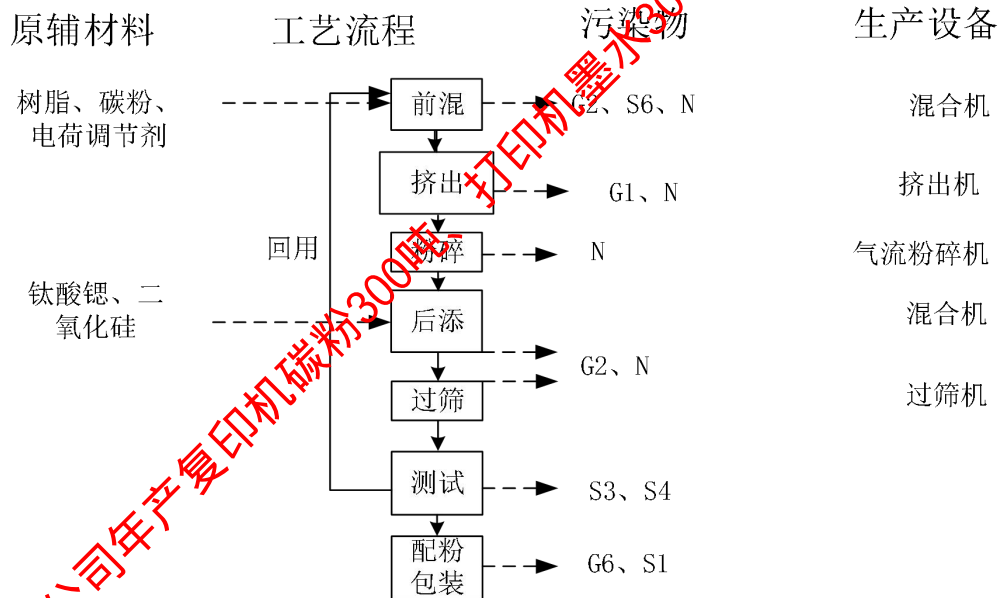 原辅材料 工艺流程 污染物 生产设备
树脂、碳粉、 前混 G2、S6、N 混合机
电荷调节剂
挤出 G1、N 挤出机
回用 粉碎 N 气流粉碎机
钛酸锶、二 后添 混合机
氧化硅
G2、N
过筛 过筛机
测试 S3、S4
配粉 G6、S1
包装
公司年产复印机碳粉300吨、打印机墨水30